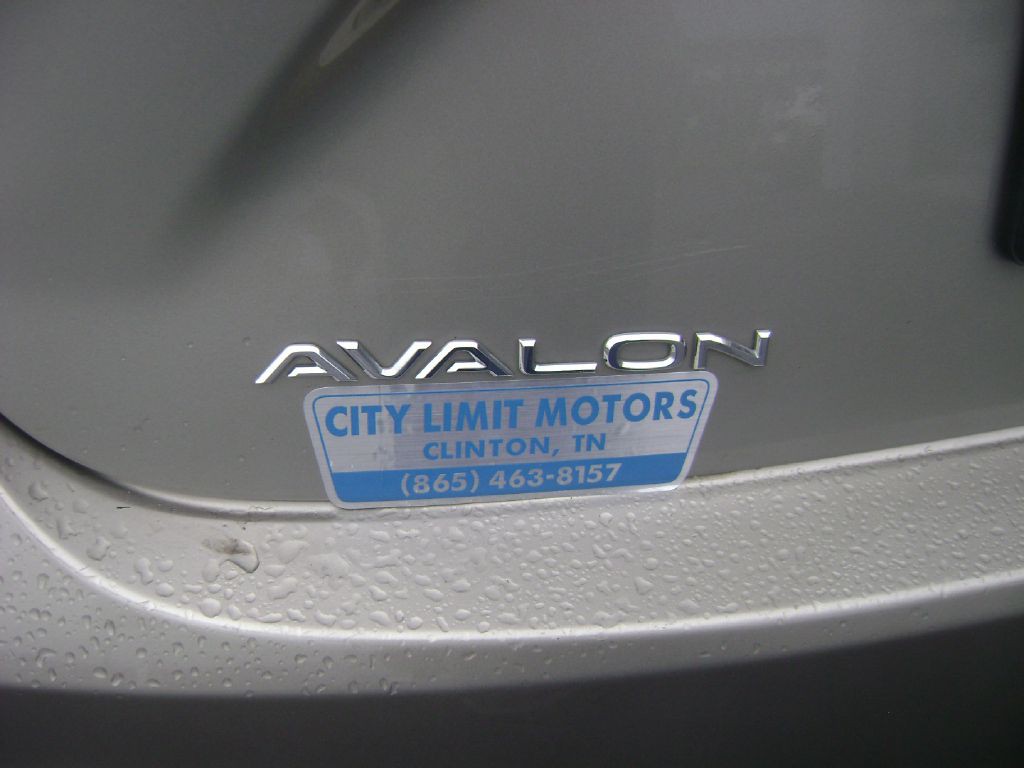 AVALON
CITY LIMIT MOTORS
CLINTON, TN
(865) 463-8157